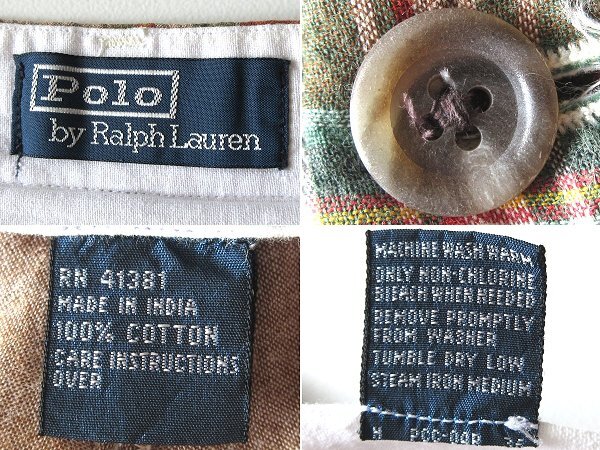 Polo
by Ralph Lauren
RN 41381
MADE IN INDIA
100% COTTON
CARE INSTRUCTIONS
OVER
MACHINE WASH WARM
ONLY NON-CHLORINE
BLEACH WHEN NEEDED
REMOVE PROMPTLY
FROM WASHER
TUMBLE DRY LOW
STEAM IRON MEDIUM